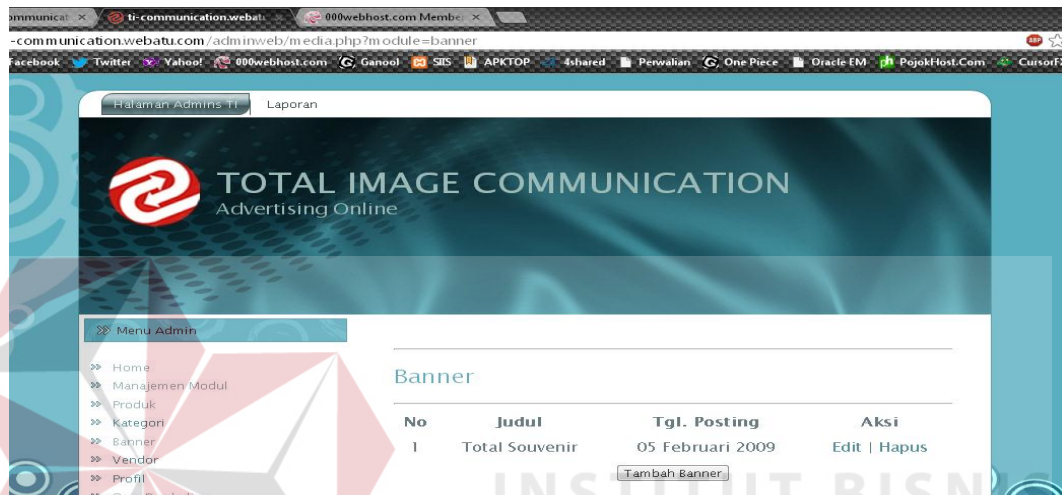 ommunicat × ti-communication.webatu × 000webhost.com Member ×
-communication.webatu.com/adminweb/media.php?module=banner
Facebook Twitter Yahoo! 000webhost.com Ganool SIIS APKTOP 4shared Perwalian One Piece Oracle EM PojokHost.Com CursorFX
Halaman Admins TI Laporan
TOTAL IMAGE COMMUNICATION
Advertising Online
Menu Admin
Home
Manajemen Modul
Produk
Kategori
Banner
Vendor
Profil
Banner
No Judul Tgl. Posting Aksi
1 Total Souvenir 05 Februari 2009 Edit | Hapus
Tambah Banner
INSTITUT BISNIS